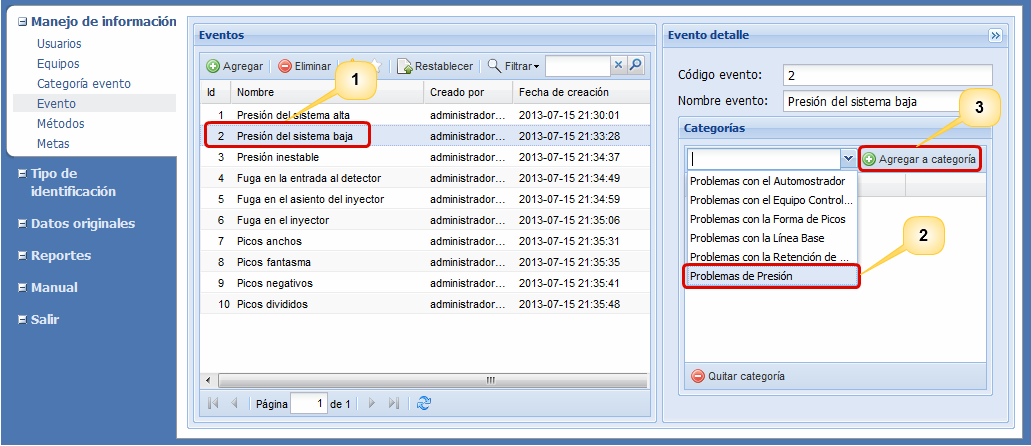 Manejo de información
Usuarios
Equipos
Categoría evento
Evento
Métodos
Metas
Tipo de
identificación
Datos originales
Reportes
Manual
Salir
Eventos
Agregar Eliminar Restablecer Filtrar
1
Id Nombre Creado por Fecha de creación
1 Presión del sistema alta administrador... 2013-07-15 21:30:01
2 Presión del sistema baja administrador... 2013-07-15 21:33:28
3 Presión inestable administrador... 2013-07-15 21:34:37
4 Fuga en la entrada al detector administrador... 2013-07-15 21:34:49
5 Fuga en el asiento del inyector administrador... 2013-07-15 21:34:59
6 Fuga en el inyector administrador... 2013-07-15 21:35:06
7 Picos anchos administrador... 2013-07-15 21:35:31
8 Picos fantasma administrador... 2013-07-15 21:35:35
9 Picos negativos administrador... 2013-07-15 21:35:41
10 Picos divididos administrador... 2013-07-15 21:35:48
Página 1 de 1
Evento detalle
Código evento: 2
Nombre evento: Presión del sistema baja
3
Categorías
Agregar a categoría
Problemas con el Automostrador
Problemas con el Equipo Control...
Problemas con la Forma de Picos
Problemas con la Línea Base
Problemas con la Retención de ...
Problemas de Presión
2
Quitar categoría